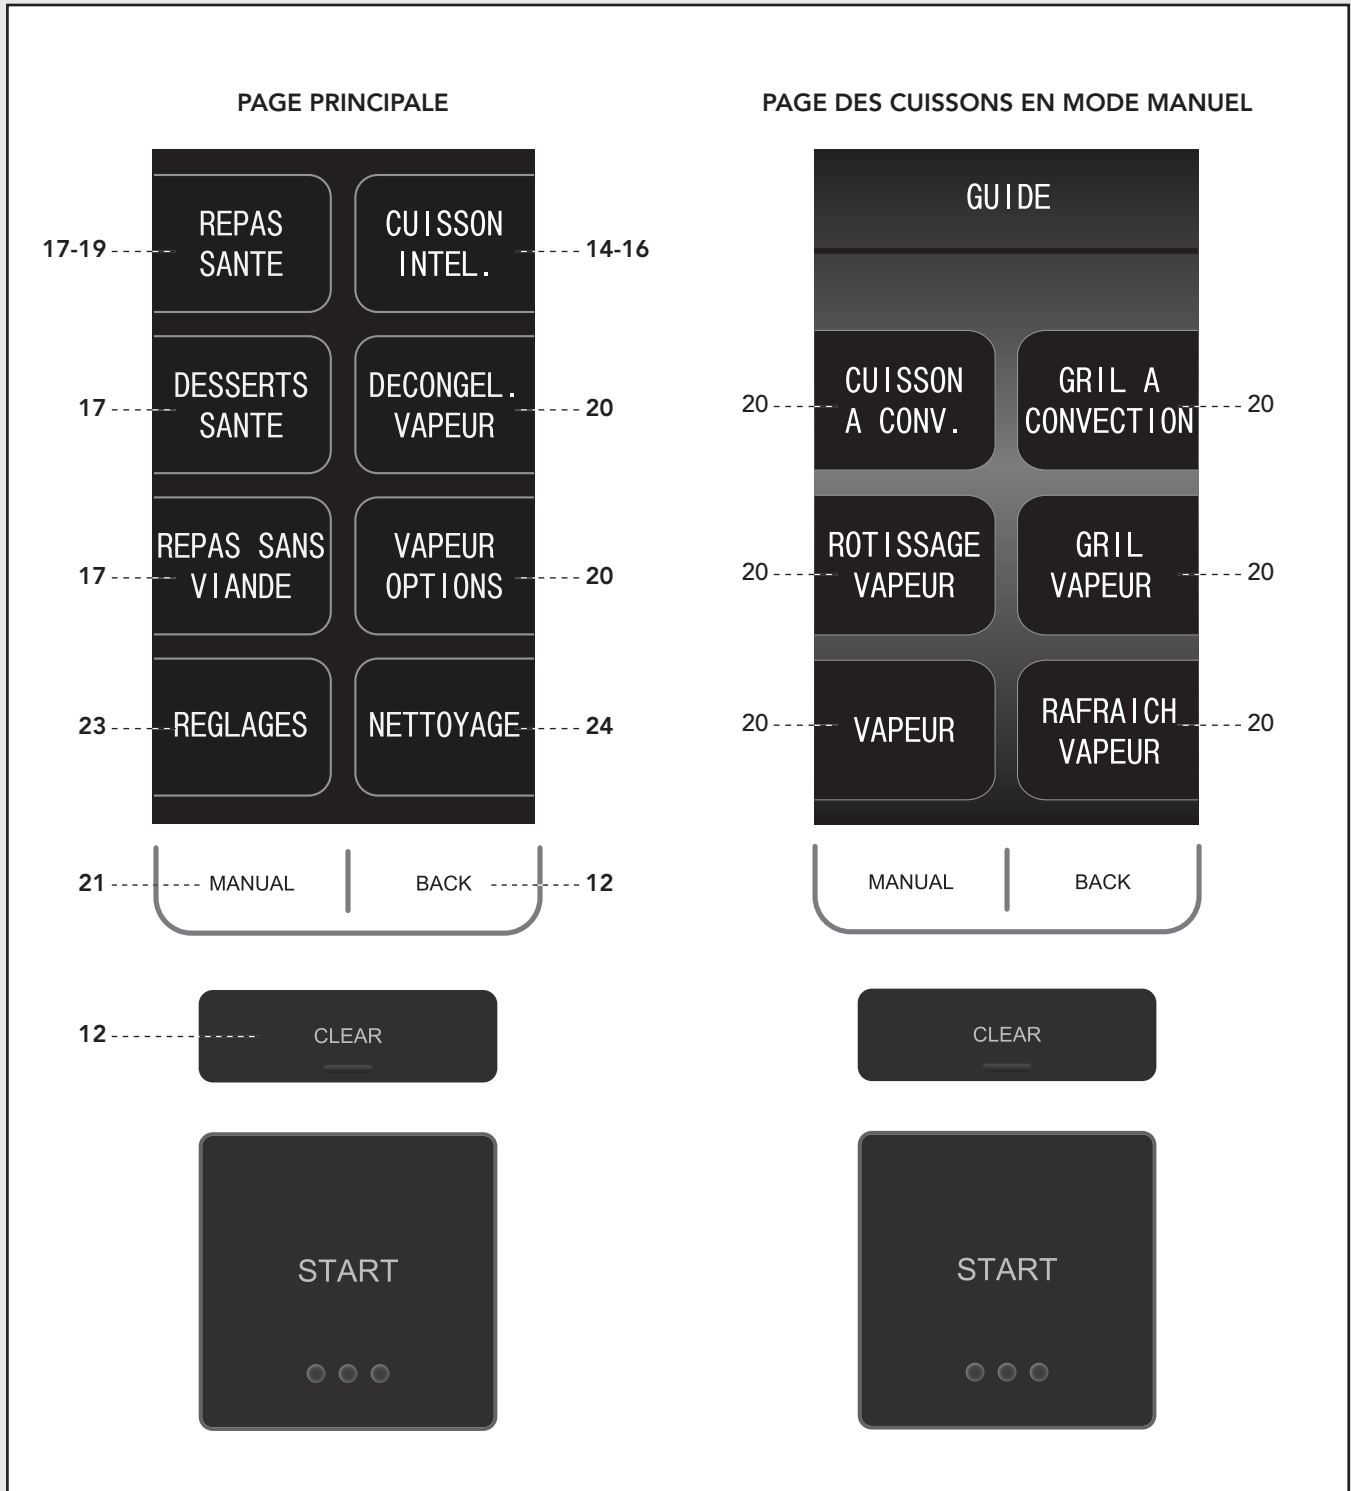 PAGE PRINCIPALE
REPAS
SANTE
CUISSON
INTEL.
17-19
14-16
DESSERTS
SANTE
DECONGEL.
VAPEUR
17
20
REPAS SANS
VIANDE
VAPEUR
OPTIONS
17
20
REGLAGES
NETTOYAGE
23
24
21
MANUAL
BACK
12
12
CLEAR
START
PAGE DES CUISSONS EN MODE MANUEL
GUIDE
CUISSON
A CONV.
GRIL A
CONVECTION
20
20
ROTISSAGE
VAPEUR
GRIL
VAPEUR
20
20
VAPEUR
RAFRAICH
VAPEUR
20
20
MANUAL
BACK
CLEAR
START